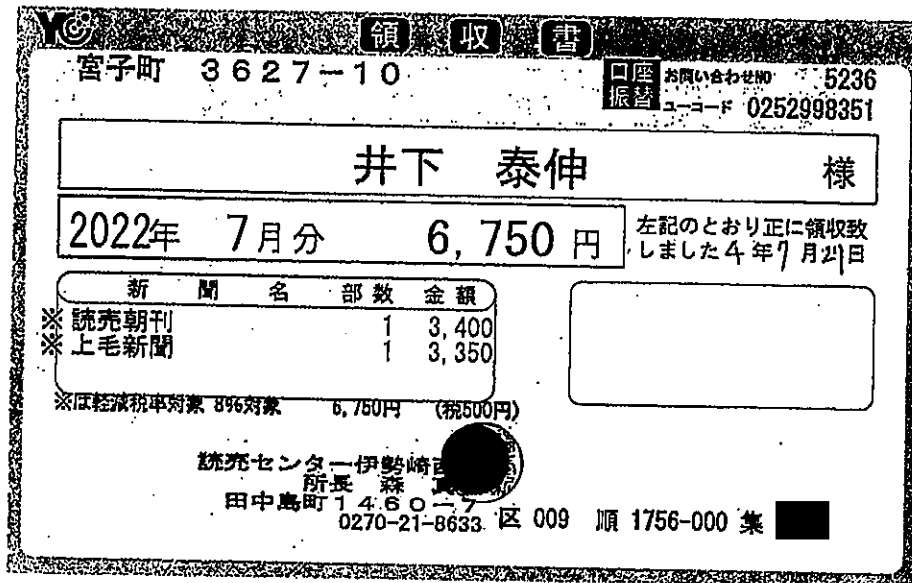 YC 領収書
宮子町 3627-10
口座振替 お問い合わせNO 5236
ユーコード 0252998351
井下 泰伸 様
2022年 7月分 6,750 円
左記のとおり正に領収致
しました4年7月29日
新聞名 部数 金額
※ 読売朝刊 1 3,400
※ 上毛新聞 1 3,350
※は軽減税率対象 8%対象 6,750円 (税500円)
読売センター伊勢崎西
所長 森
田中島町1460-7
0270-21-8633 区 009 順 1756-000 集